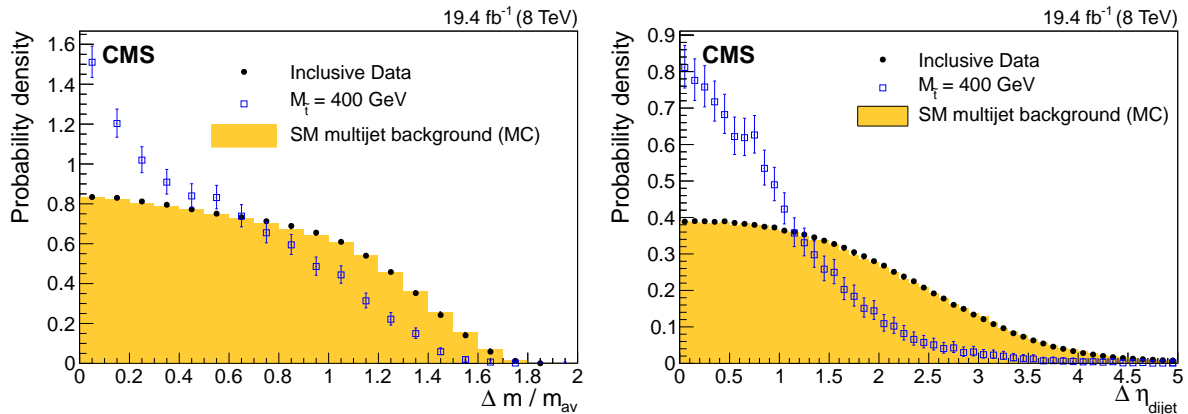 19.4 fb⁻¹ (8 TeV)
CMS
Inclusive Data
M_t̃ = 400 GeV
SM multijet background (MC)
Probability density
1.6
1.4
1.2
1
0.8
0.6
0.4
0.2
0
0 0.2 0.4 0.6 0.8 1 1.2 1.4 1.6 1.8 2
Δ m / m_av
19.4 fb⁻¹ (8 TeV)
CMS
Inclusive Data
M_t̃ = 400 GeV
SM multijet background (MC)
Probability density
0.9
0.8
0.7
0.6
0.5
0.4
0.3
0.2
0.1
0
0 0.5 1 1.5 2 2.5 3 3.5 4 4.5 5
Δ η_dijet